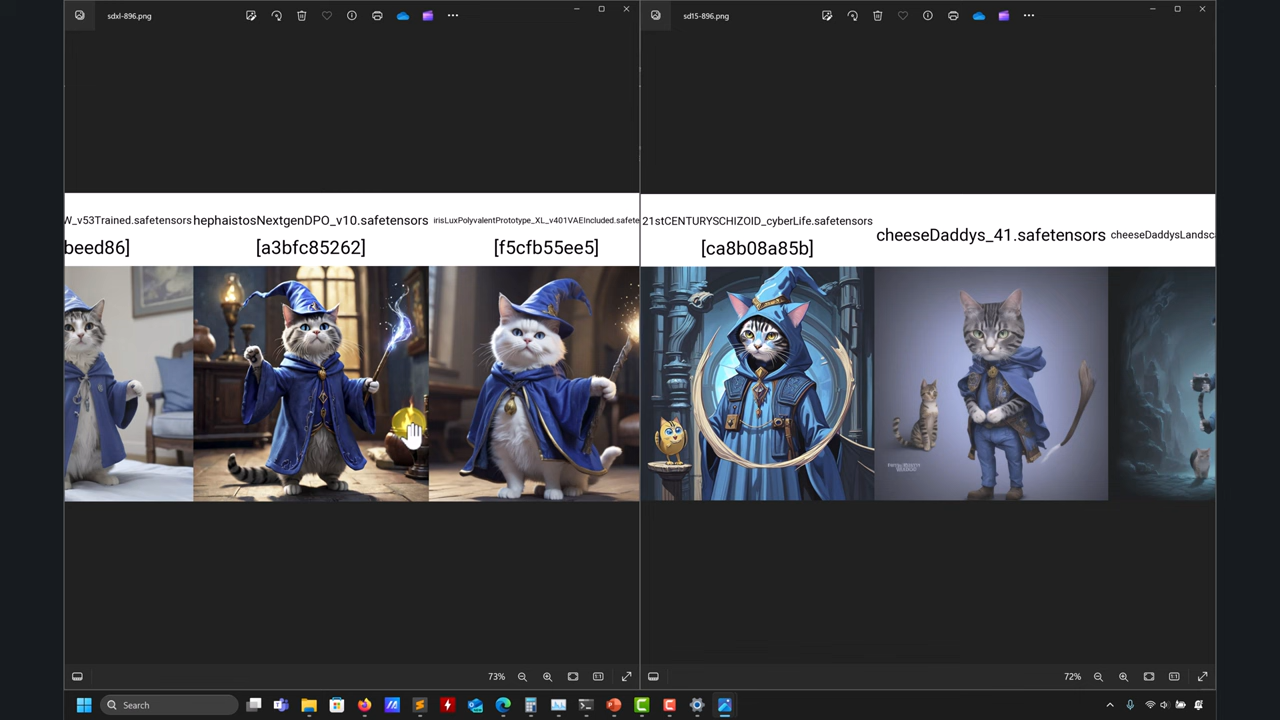 sdxl-896.png
W_v53Trained.safetensors
beed86]
hephaistosNextgenDPO_v10.safetensors
[a3bfc85262]
irisLuxPolyvalentPrototype_XL_v401VAEIncluded.safete
[f5cfb55ee5]
73%
sd15-896.png
21stCENTURYSCHIZOID_cyberLife.safetensors
[ca8b08a85b]
cheeseDaddys_41.safetensors
cheeseDaddysLandsc
72%
Search